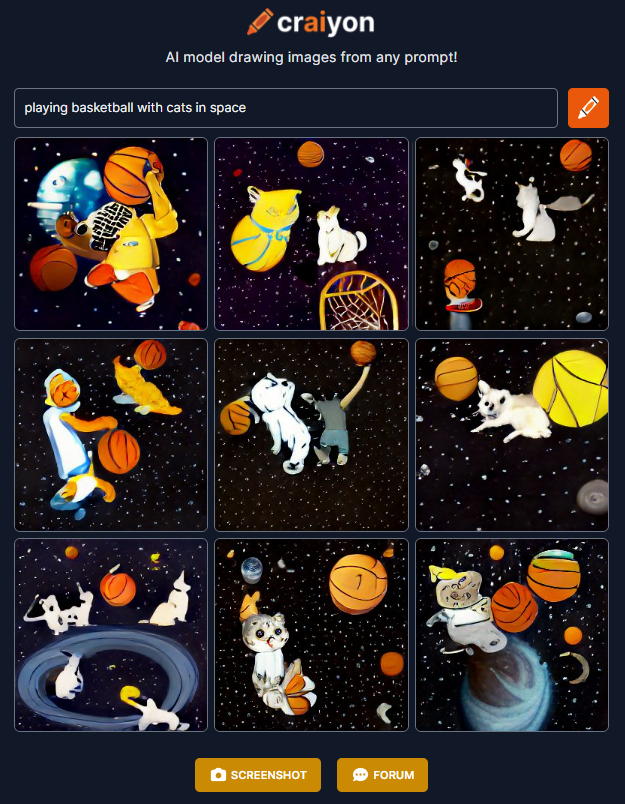 craiyon
AI model drawing images from any prompt!
playing basketball with cats in space
SCREENSHOT
FORUM